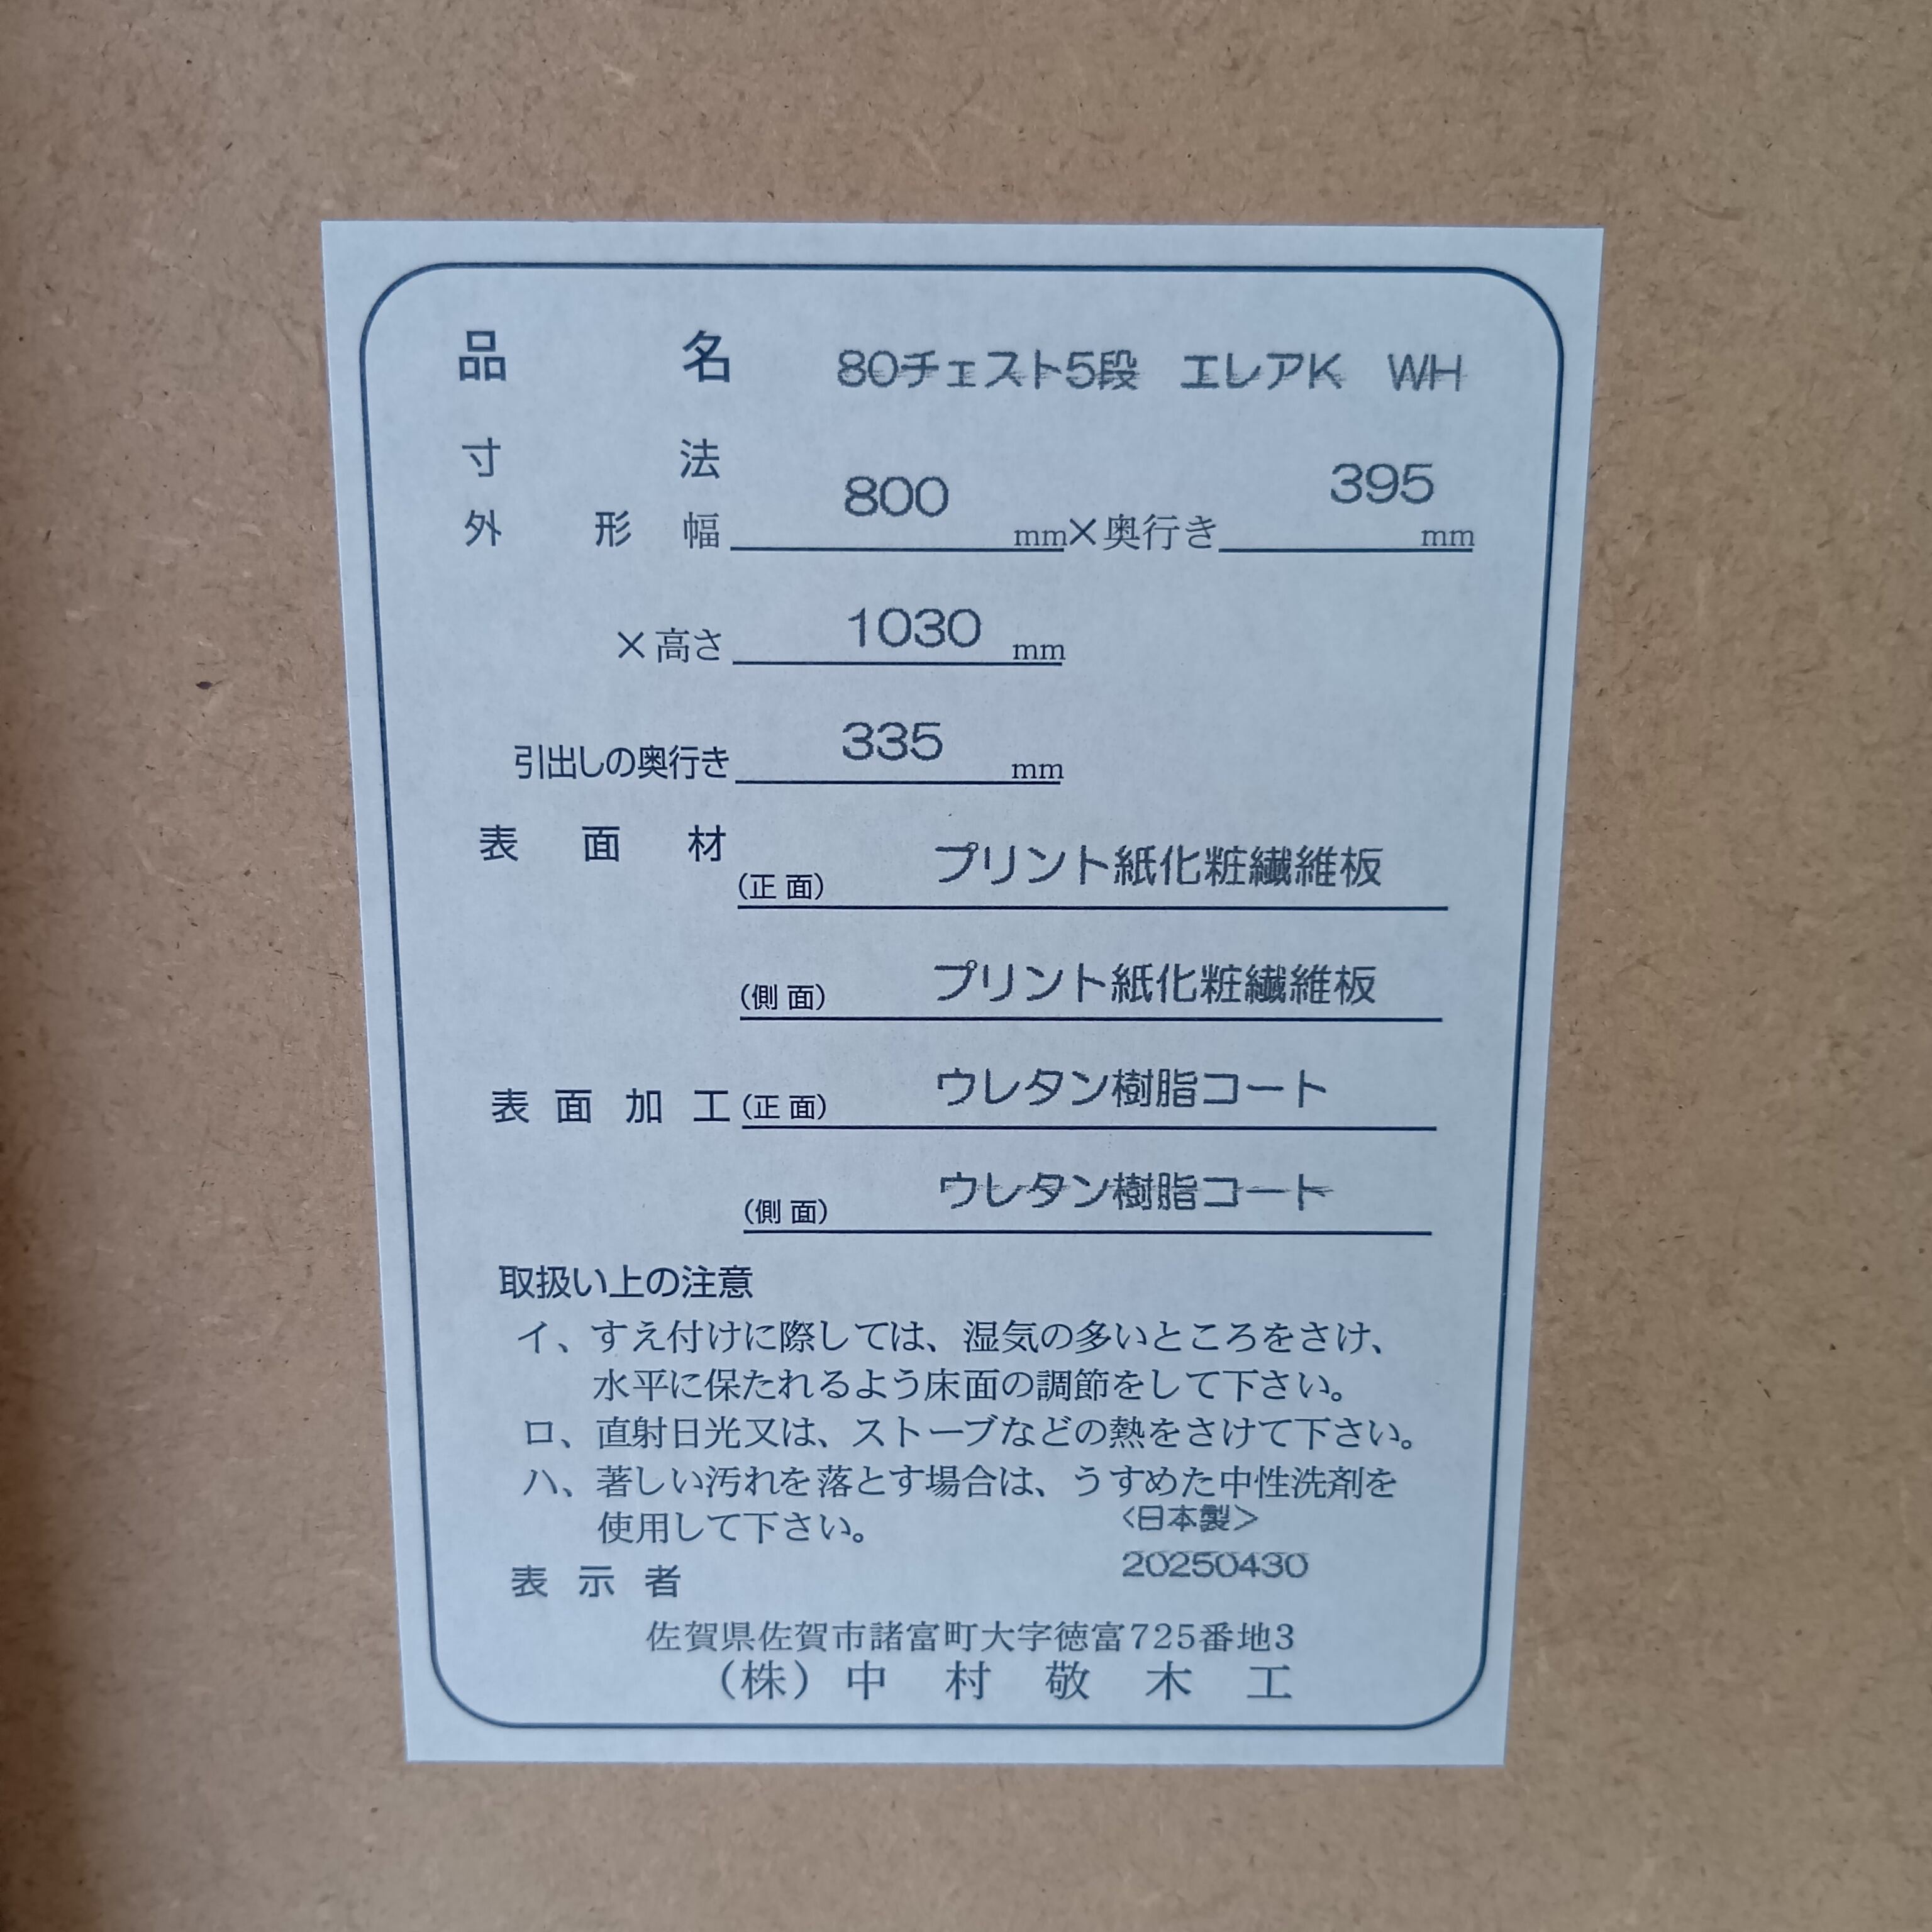 品名 80チェスト5段 エレアK WH
寸法
外形 幅 800 mm×奥行き 395 mm
×高さ 1030 mm
引出しの奥行き 335 mm
表面材 (正面) プリント紙化粧繊維板
(側面) プリント紙化粧繊維板
表面加工 (正面) ウレタン樹脂コート
(側面) ウレタン樹脂コート
取扱い上の注意
イ、すえ付けに際しては、湿気の多いところをさけ、
水平に保たれるよう床面の調節をして下さい。
ロ、直射日光又は、ストーブなどの熱をさけて下さい。
ハ、著しい汚れを落とす場合は、うすめた中性洗剤を
使用して下さい。
<日本製>
表示者 20250430
佐賀県佐賀市諸富町大字徳富725番地3
(株)中村敬木工